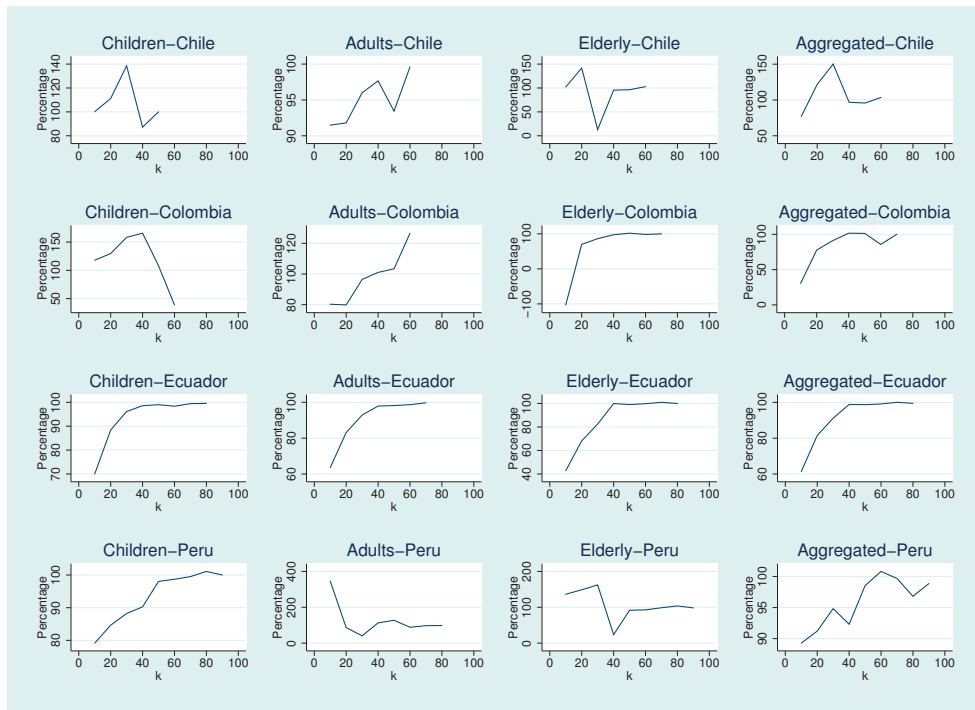 Children−Chile
Percentage
80 100 120 140
0 20 40 60 80 100
k
Adults−Chile
Percentage
90 95 100
0 20 40 60 80 100
k
Elderly−Chile
Percentage
0 50 100 150
0 20 40 60 80 100
k
Aggregated−Chile
Percentage
50 100 150
0 20 40 60 80 100
k
Children−Colombia
Percentage
50 100 150
0 20 40 60 80 100
k
Adults−Colombia
Percentage
80 100 120
0 20 40 60 80 100
k
Elderly−Colombia
Percentage
−100 0 100
0 20 40 60 80 100
k
Aggregated−Colombia
Percentage
0 50 100
0 20 40 60 80 100
k
Children−Ecuador
Percentage
70 80 90 100
0 20 40 60 80 100
k
Adults−Ecuador
Percentage
60 80 100
0 20 40 60 80 100
k
Elderly−Ecuador
Percentage
40 60 80 100
0 20 40 60 80 100
k
Aggregated−Ecuador
Percentage
60 80 100
0 20 40 60 80 100
k
Children−Peru
Percentage
80 90 100
0 20 40 60 80 100
k
Adults−Peru
Percentage
0 200 400
0 20 40 60 80 100
k
Elderly−Peru
Percentage
0 100 200
0 20 40 60 80 100
k
Aggregated−Peru
Percentage
90 95 100
0 20 40 60 80 100
k